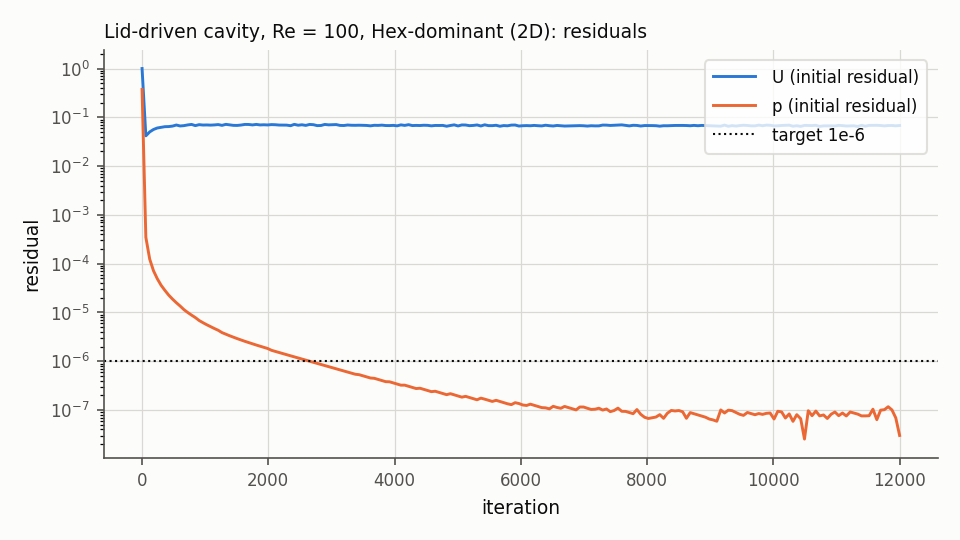 Lid-driven cavity, Re = 100, Hex-dominant (2D): residuals
U (initial residual)
p (initial residual)
target 1e-6
residual
10⁰
10⁻¹
10⁻²
10⁻³
10⁻⁴
10⁻⁵
10⁻⁶
10⁻⁷
0
2000
4000
6000
8000
10000
12000
iteration